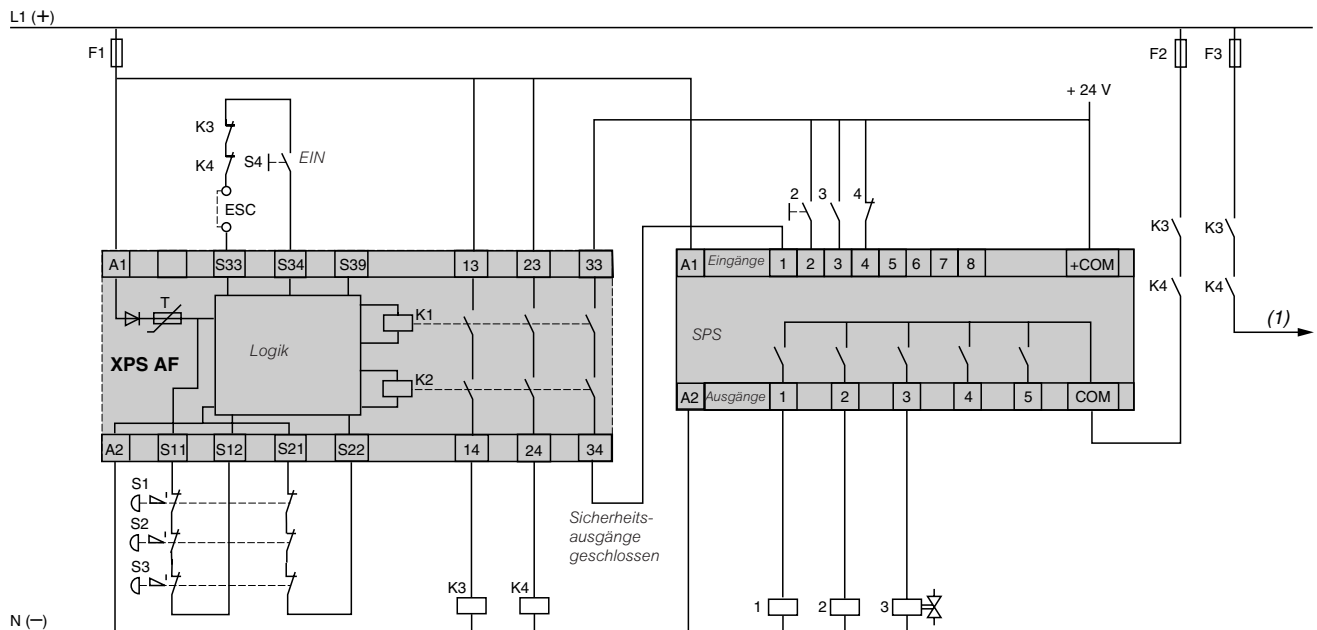 L1 (+)
F1
F2
F3
+ 24 V
K3
K4
S4
EIN
ESC
2
3
4
K3
K3
K4
K4
(1)
A1
S33
S34
S39
13
23
33
A1
Eingänge
1
2
3
4
5
6
7
8
+COM
T
K1
Logik
XPS AF
K2
SPS
A2
S11
S12
S21
S22
14
24
34
A2
Ausgänge
1
2
3
4
5
COM
S1
S2
S3
Sicherheits-
ausgänge
geschlossen
K3
K4
1
2
3
N (−)